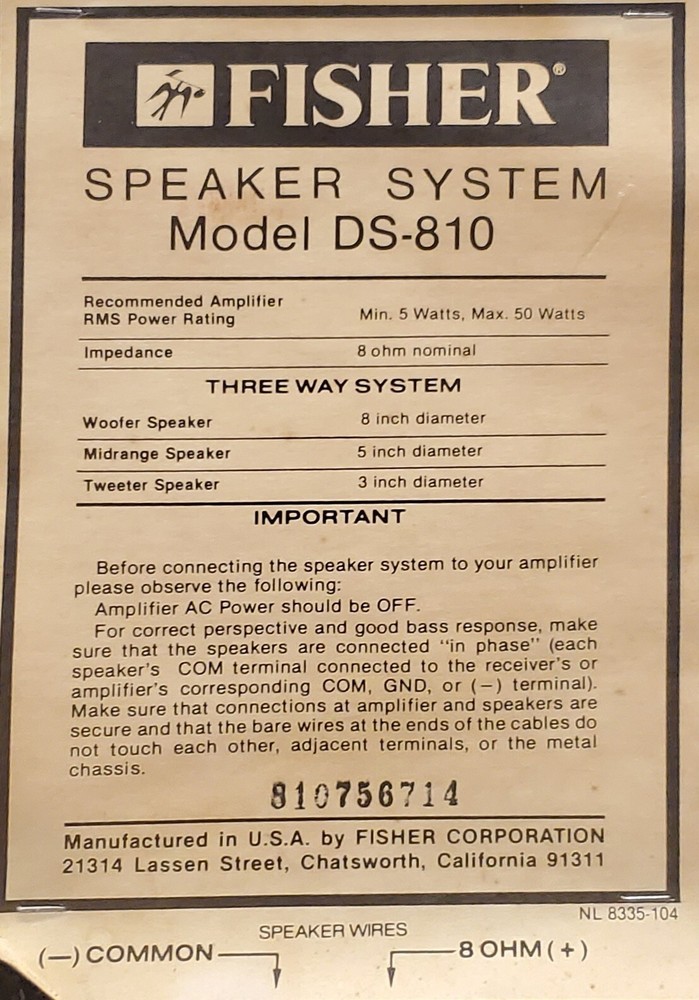 FISHER®
SPEAKER SYSTEM
Model DS-810
Recommended Amplifier
RMS Power Rating Min. 5 Watts, Max. 50 Watts
Impedance 8 ohm nominal
THREE WAY SYSTEM
Woofer Speaker 8 inch diameter
Midrange Speaker 5 inch diameter
Tweeter Speaker 3 inch diameter
IMPORTANT
Before connecting the speaker system to your amplifier
please observe the following:
Amplifier AC Power should be OFF.
For correct perspective and good bass response, make
sure that the speakers are connected "in phase" (each
speaker's COM terminal connected to the receiver's or
amplifier's corresponding COM, GND, or (−) terminal).
Make sure that connections at amplifier and speakers are
secure and that the bare wires at the ends of the cables do
not touch each other, adjacent terminals, or the metal
chassis.
810756714
Manufactured in U.S.A. by FISHER CORPORATION
21314 Lassen Street, Chatsworth, California 91311
NL 8335-104
SPEAKER WIRES
(—) COMMON 8 OHM (+)